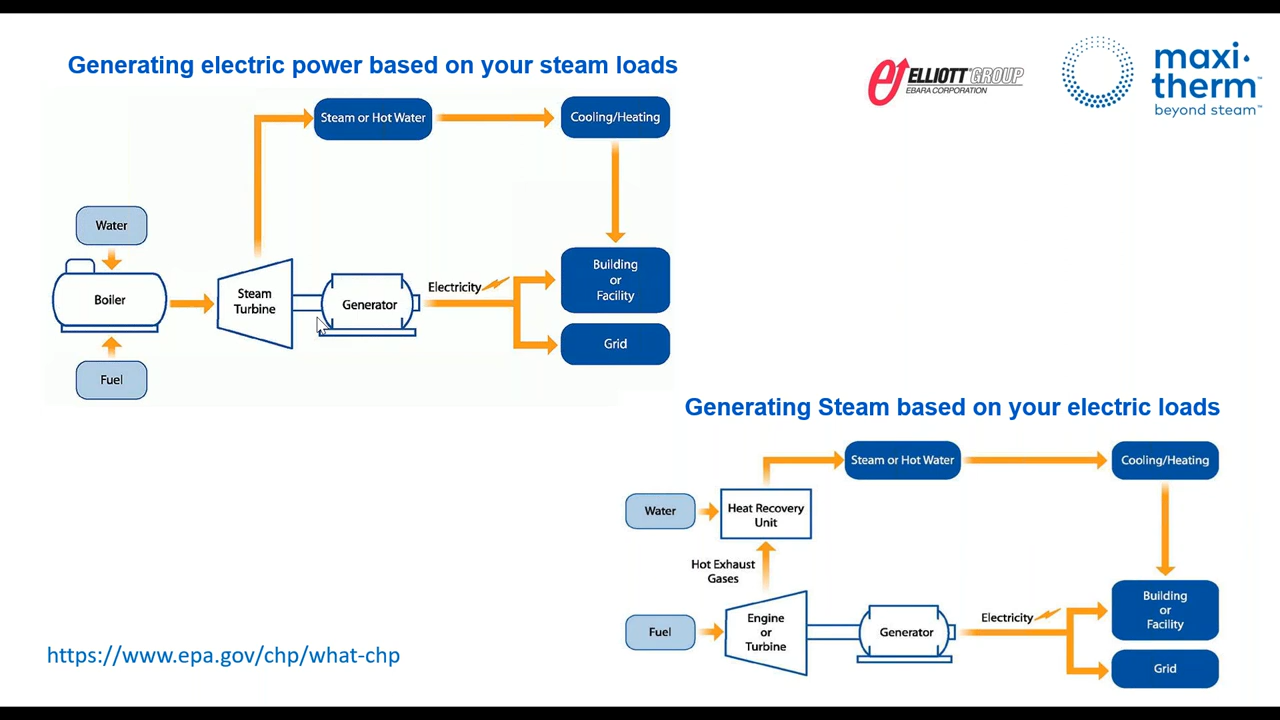 Generating electric power based on your steam loads
ELLIOTT GROUP
EBARA CORPORATION
maxi
therm™
beyond steam™
Steam or Hot Water
Cooling/Heating
Water
Boiler
Steam
Turbine
Generator
Electricity
Building
or
Facility
Grid
Fuel
Generating Steam based on your electric loads
Steam or Hot Water
Cooling/Heating
Water
Heat Recovery
Unit
Hot Exhaust
Gases
Fuel
Engine
or
Turbine
Generator
Electricity
Building
or
Facility
Grid
https://www.epa.gov/chp/what-chp